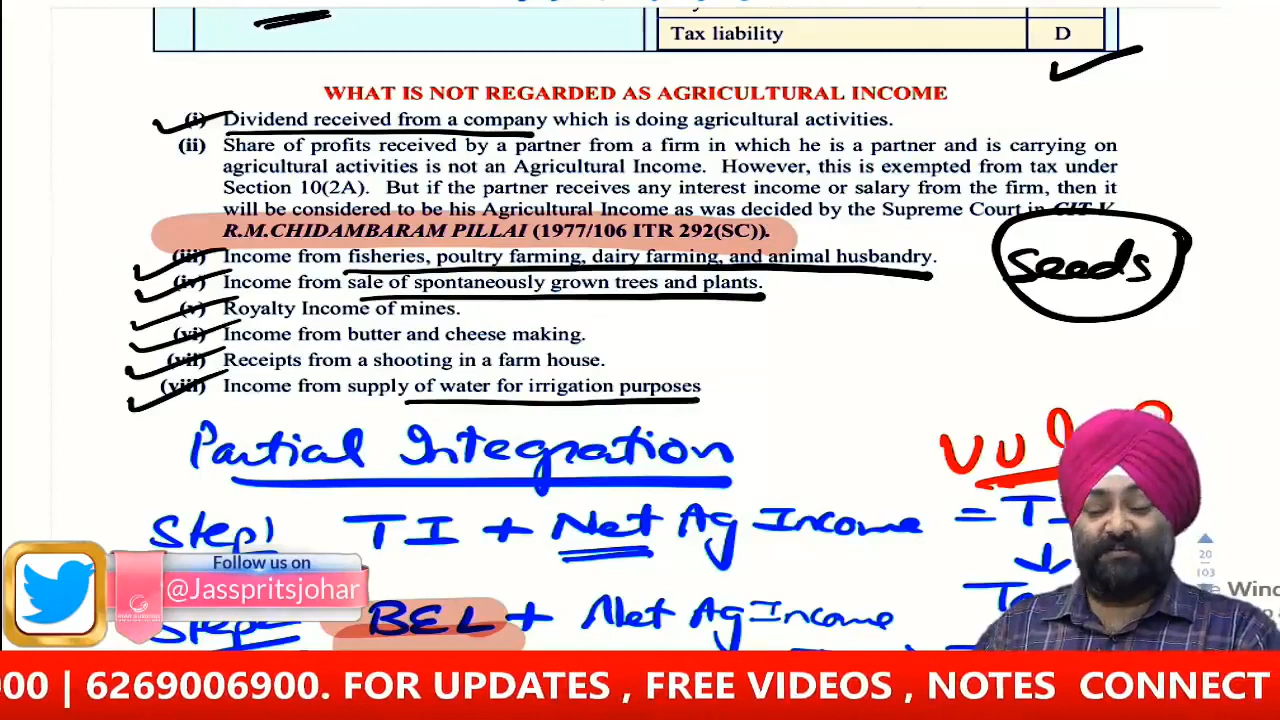 Tax liability D
WHAT IS NOT REGARDED AS AGRICULTURAL INCOME
(i) Dividend received from a company which is doing agricultural activities.
(ii) Share of profits received by a partner from a firm in which he is a partner and is carrying on
agricultural activities is not an Agricultural Income. However, this is exempted from tax under
Section 10(2A). But if the partner receives any interest income or salary from the firm, then it
will be considered to be his Agricultural Income as was decided by the Supreme Court in CIT V.
R.M.CHIDAMBARAM PILLAI (1977/106 ITR 292(SC)).
(iii) Income from fisheries, poultry farming, dairy farming, and animal husbandry.
(iv) Income from sale of spontaneously grown trees and plants.
(v) Royalty Income of mines.
(vi) Income from butter and cheese making.
(vii) Receipts from a shooting in a farm house.
(viii) Income from supply of water for irrigation purposes
seeds
Partial Integration
Step 1 TI + Net Ag Income =
BEL + Net Ag Income
Follow us on
@Jasspritsjohar
20
103
000 | 6269006900. FOR UPDATES , FREE VIDEOS , NOTES CONNECT